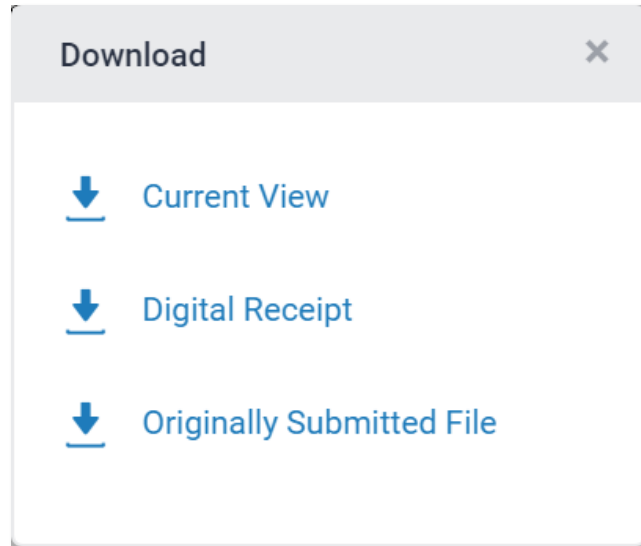 Download
Current View
Digital Receipt
Originally Submitted File